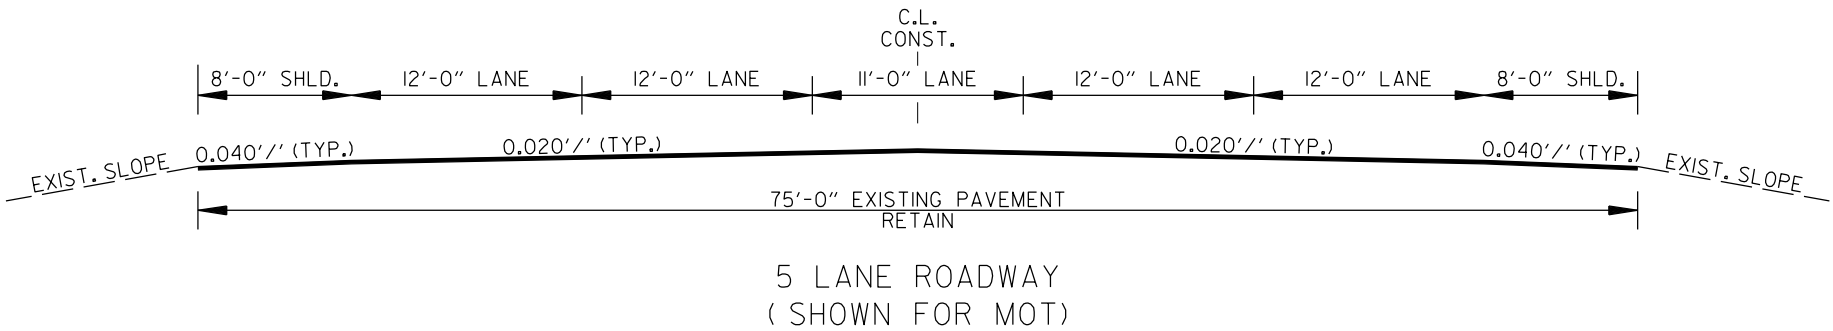 C.L.
CONST.
8'-0" SHLD. 12'-0" LANE 12'-0" LANE 11'-0" LANE 12'-0" LANE 12'-0" LANE 8'-0" SHLD.
EXIST. SLOPE 0.040'/' (TYP.) 0.020'/' (TYP.) 0.020'/' (TYP.) 0.040'/' (TYP.) EXIST. SLOPE
75'-0" EXISTING PAVEMENT
RETAIN
5 LANE ROADWAY
( SHOWN FOR MOT)